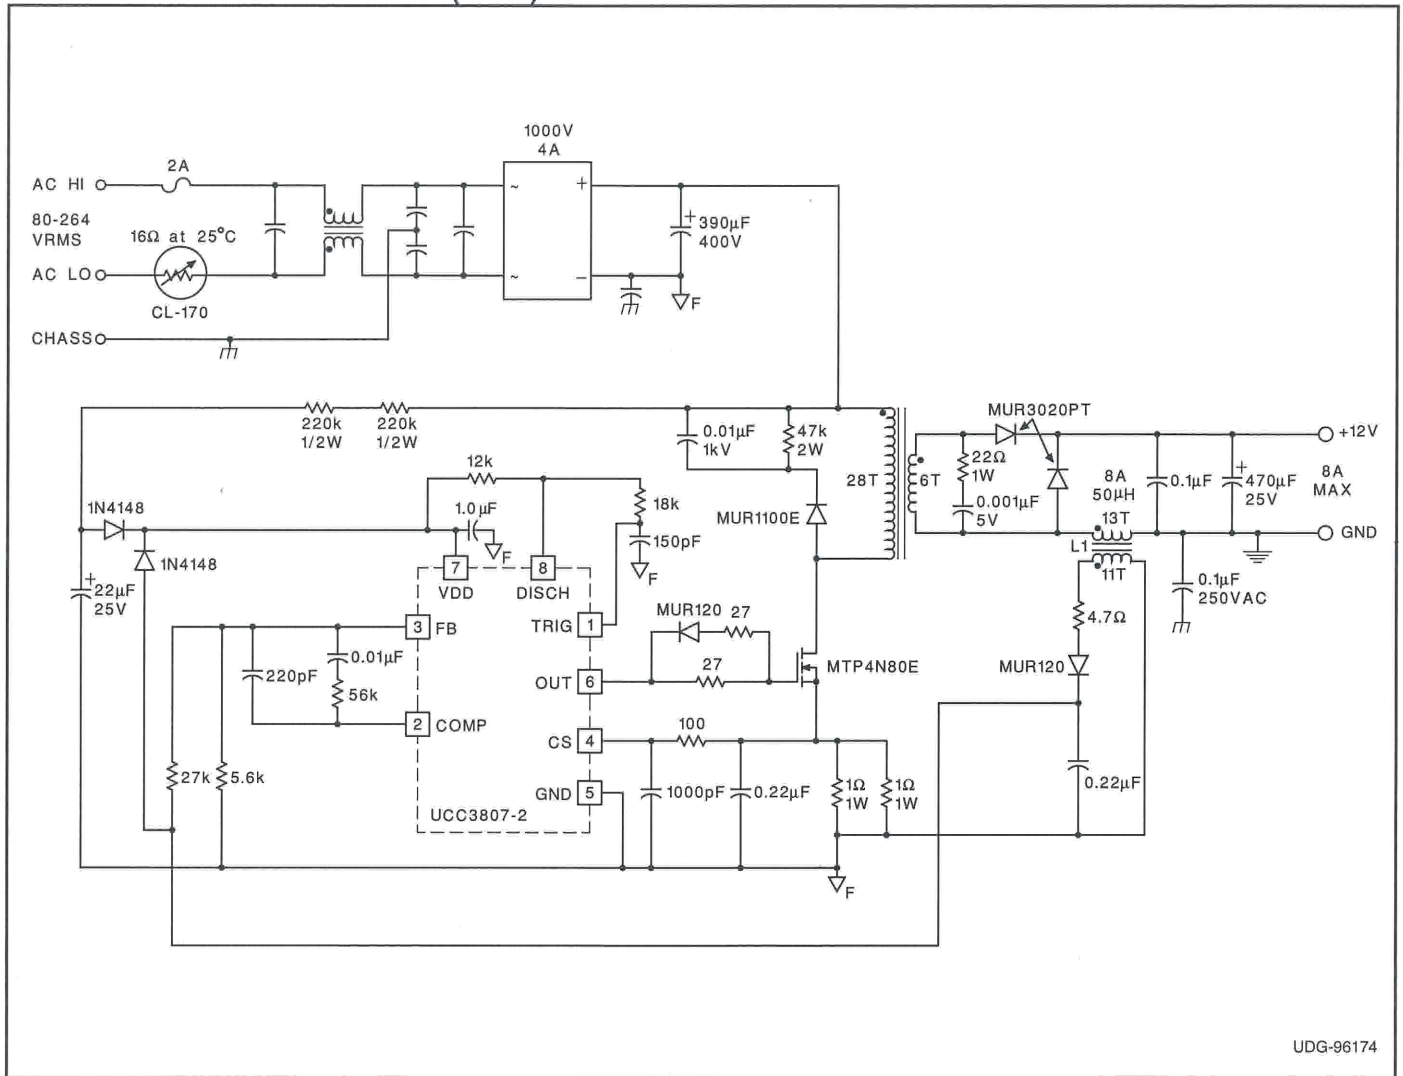 1000V
4A
2A
AC HI
~
+
80-264
VRMS
16Ω at 25°C
+
390µF
400V
AC LO
~
−
F
CL-170
CHASS
220k
1/2W
220k
1/2W
0.01µF
1kV
47k
2W
MUR3020PT
+12V
12k
28T
6T
22Ω
1W
8A
50µH
0.1µF
+
470µF
25V
8A
MAX
1N4148
1.0µF
18k
MUR1100E
0.001µF
5V
13T
GND
F
150pF
L1
1N4148
F
11T
+
22µF
25V
7
VDD
8
DISCH
0.1µF
250VAC
MUR120
27
4.7Ω
3
FB
TRIG
1
0.01µF
220pF
56k
OUT
6
27
MTP4N80E
MUR120
2
COMP
100
CS
4
27k
5.6k
1000pF
0.22µF
1Ω
1W
1Ω
1W
0.22µF
GND
5
UCC3807-2
F
UDG-96174